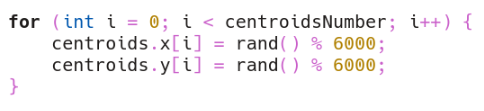 for (int i = 0; i < centroidsNumber; i++) {
    centroids.x[i] = rand() % 6000;
    centroids.y[i] = rand() % 6000;
}